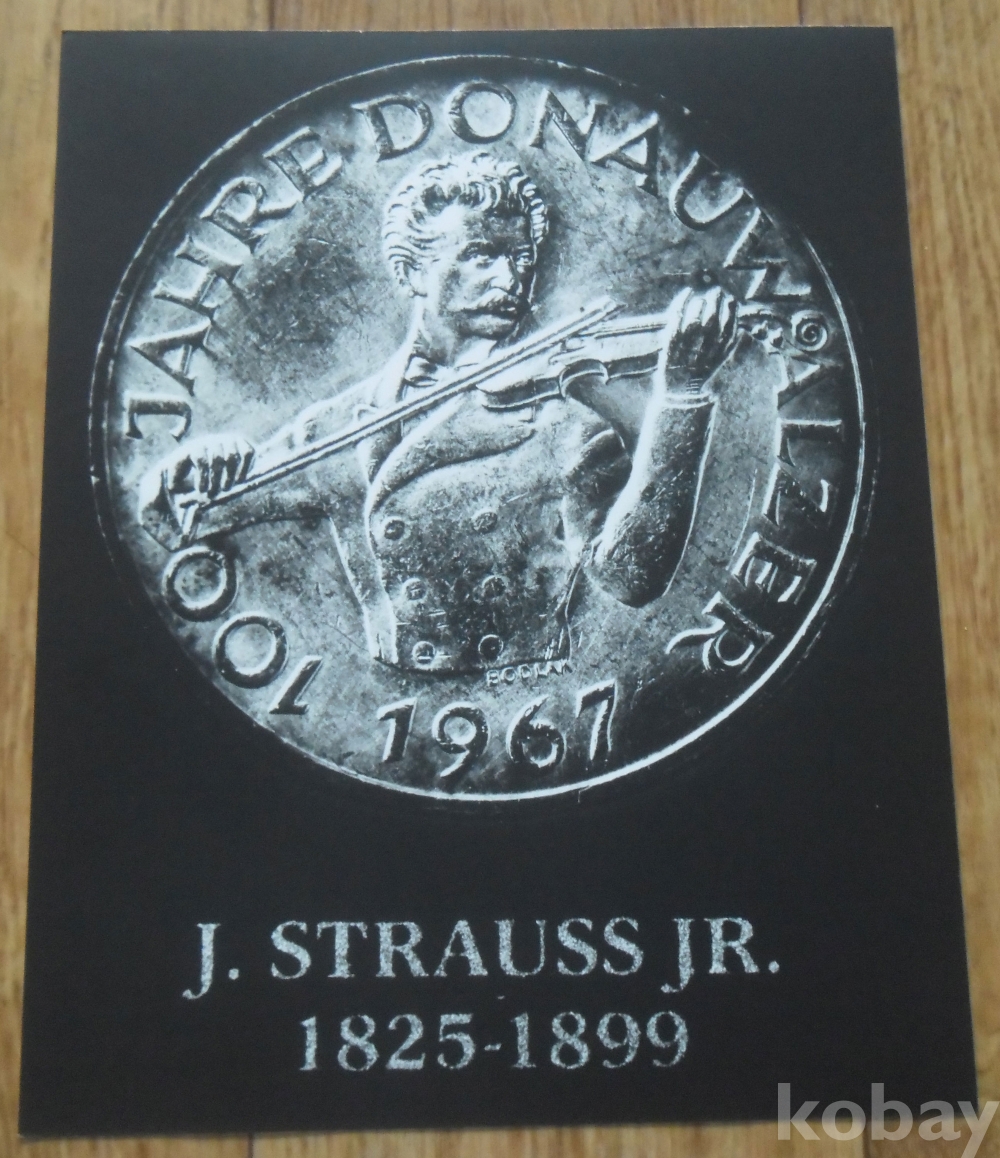 100 JAHRE DONAUWALZER
BODLAK
1967
J. STRAUSS JR.
1825-1899
kobay